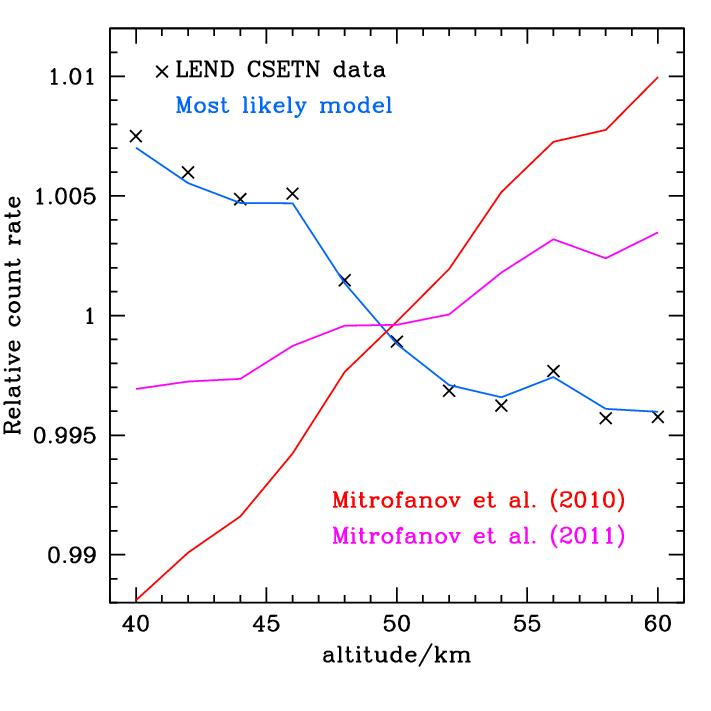 LEND CSETN data
Most likely model
1.01
1.005
1
0.995
0.99
Relative count rate
Mitrofanov et al. (2010)
Mitrofanov et al. (2011)
40 45 50 55 60
altitude/km